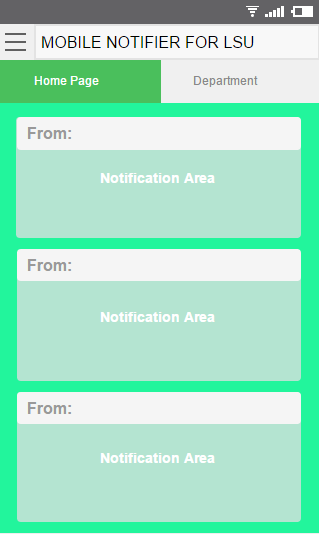 MOBILE NOTIFIER FOR LSU
Home Page
Department
From:
Notification Area
From:
Notification Area
From:
Notification Area